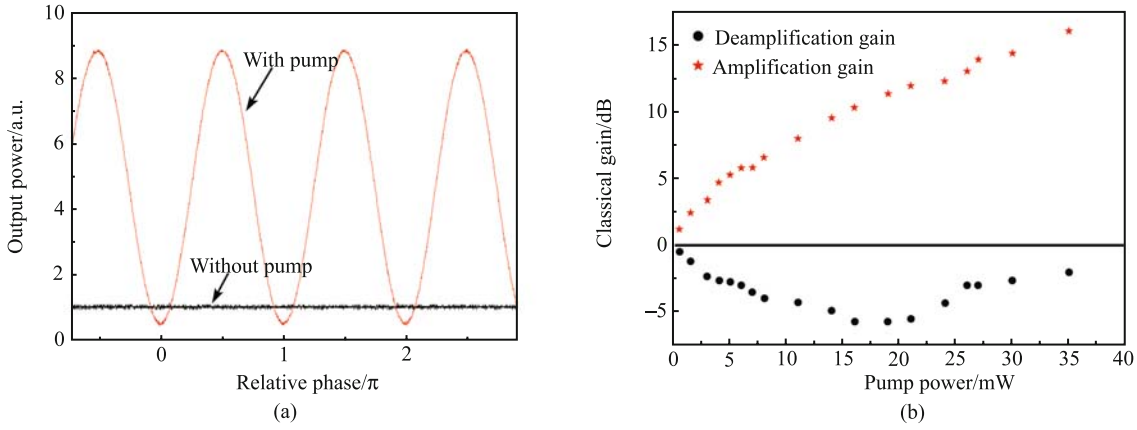 10
8
6
4
2
0
Output power/a.u.
With pump
Without pump
0
1
2
Relative phase/π
(a)
15
10
5
0
−5
Classical gain/dB
Deamplification gain
Amplification gain
0
5
10
15
20
25
30
35
40
Pump power/mW
(b)